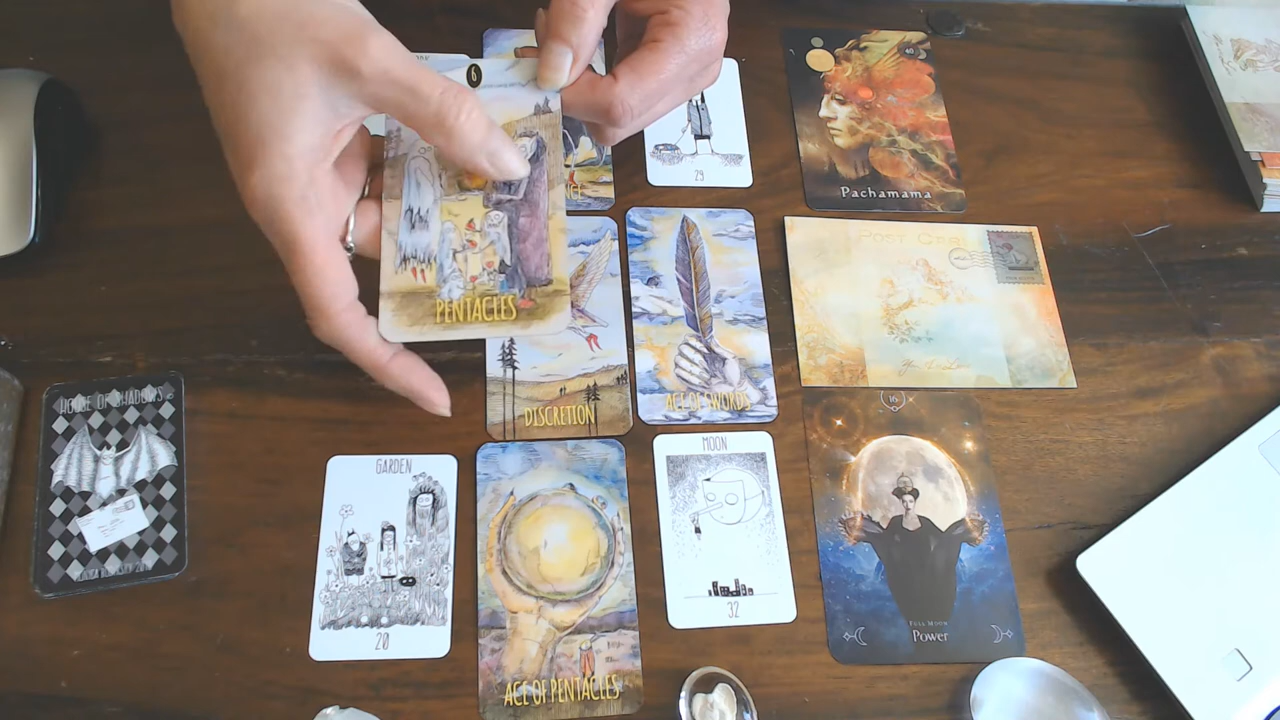 6
PENTACLES
29
40
Pachamama
POST CARD
DISCRETION
ACE OF SWORDS
HOUSE OF SHADOWS
GARDEN
20
ACE OF PENTACLES
MOON
32
16
FULL MOON
Power